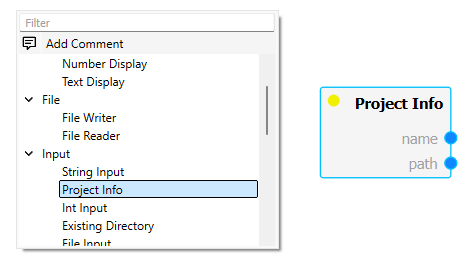 Filter
Add Comment
Number Display
Text Display
File
File Writer
File Reader
Input
String Input
Project Info
Int Input
Existing Directory
File Input
Project Info
name
path